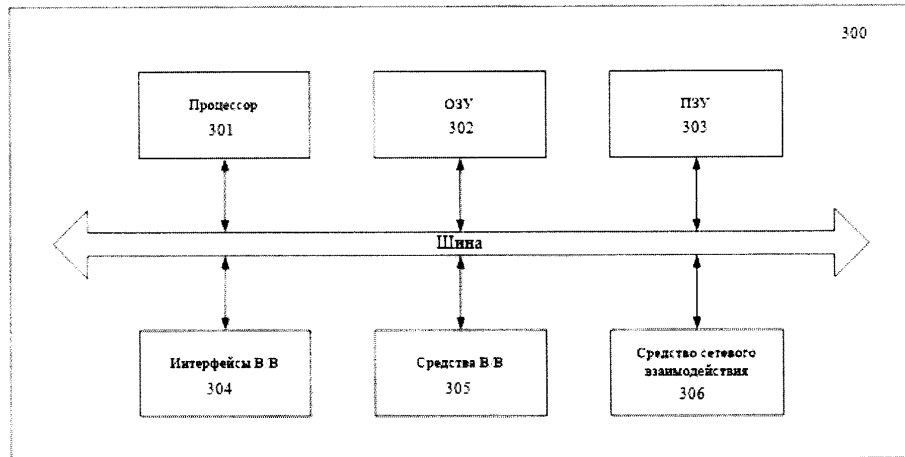 300
Процессор
301
ОЗУ
302
ПЗУ
303
Шина
Интерфейсы В/В
304
Средства В/В
305
Средство сетевого
взаимодействия
306